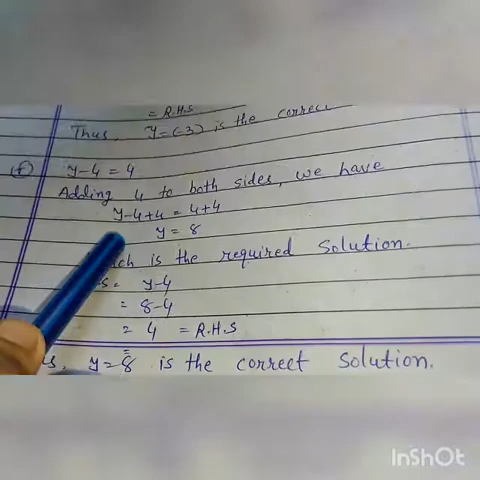 = R.H.S
Thus, y=(-3) is the correct
(f) y-4 = 4
Adding 4 to both sides, we have
y-4+4 = 4+4
y = 8
is the required solution.
= y-4
= 8-4
= 4 = R.H.S
y=8 is the correct solution.
InShOt